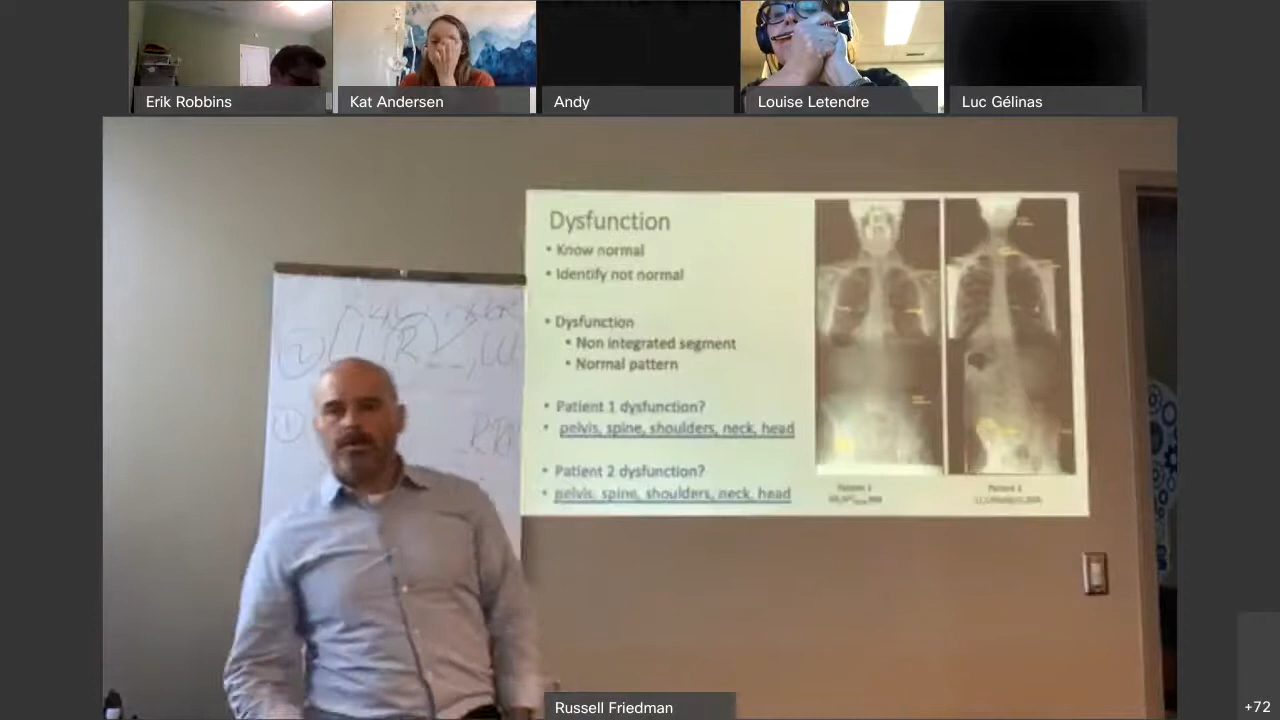 Erik Robbins
Kat Andersen
Andy
Louise Letendre
Luc Gélinas
Dysfunction
• Know normal
• Identify not normal
• Dysfunction
• Non integrated segment
• Normal pattern
• Patient 1 dysfunction?
• pelvis, spine, shoulders, neck, head
• Patient 2 dysfunction?
• pelvis, spine, shoulders, neck, head
Patient 1
Patient 2
Russell Friedman
+72